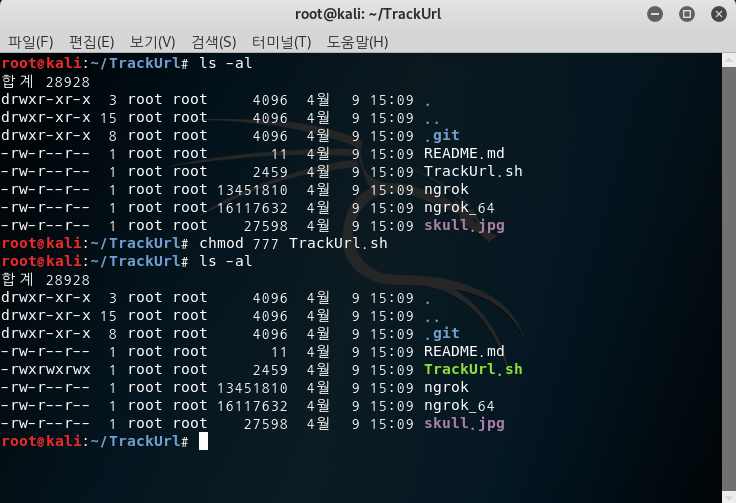 root@kali: ~/TrackUrl
파일(F) 편집(E) 보기(V) 검색(S) 터미널(T) 도움말(H)
root@kali:~/TrackUrl# ls -al
합계 28928
drwxr-xr-x 3 root root 4096 4월 9 15:09 .
drwxr-xr-x 15 root root 4096 4월 9 15:09 ..
drwxr-xr-x 8 root root 4096 4월 9 15:09 .git
-rw-r--r-- 1 root root 11 4월 9 15:09 README.md
-rw-r--r-- 1 root root 2459 4월 9 15:09 TrackUrl.sh
-rw-r--r-- 1 root root 13451810 4월 9 15:09 ngrok
-rw-r--r-- 1 root root 16117632 4월 9 15:09 ngrok_64
-rw-r--r-- 1 root root 27598 4월 9 15:09 skull.jpg
root@kali:~/TrackUrl# chmod 777 TrackUrl.sh
root@kali:~/TrackUrl# ls -al
합계 28928
drwxr-xr-x 3 root root 4096 4월 9 15:09 .
drwxr-xr-x 15 root root 4096 4월 9 15:09 ..
drwxr-xr-x 8 root root 4096 4월 9 15:09 .git
-rw-r--r-- 1 root root 11 4월 9 15:09 README.md
-rwxrwxrwx 1 root root 2459 4월 9 15:09 TrackUrl.sh
-rw-r--r-- 1 root root 13451810 4월 9 15:09 ngrok
-rw-r--r-- 1 root root 16117632 4월 9 15:09 ngrok_64
-rw-r--r-- 1 root root 27598 4월 9 15:09 skull.jpg
root@kali:~/TrackUrl#